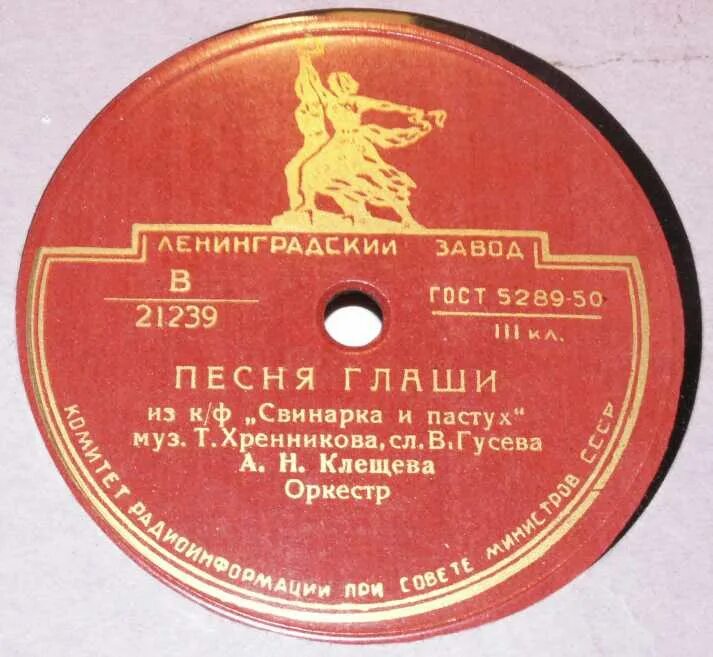 ЛЕНИНГРАДСКИЙ ЗАВОД
В
21239
ГОСТ 5289-50
III кл.
ПЕСНЯ ГЛАШИ
из к/ф „Свинарка и пастух“
муз. Т. Хренникова, сл. В. Гусева
А. Н. Клещева
Оркестр
КОМИТЕТ РАДИОИНФОРМАЦИИ ПРИ СОВЕТЕ МИНИСТРОВ СССР